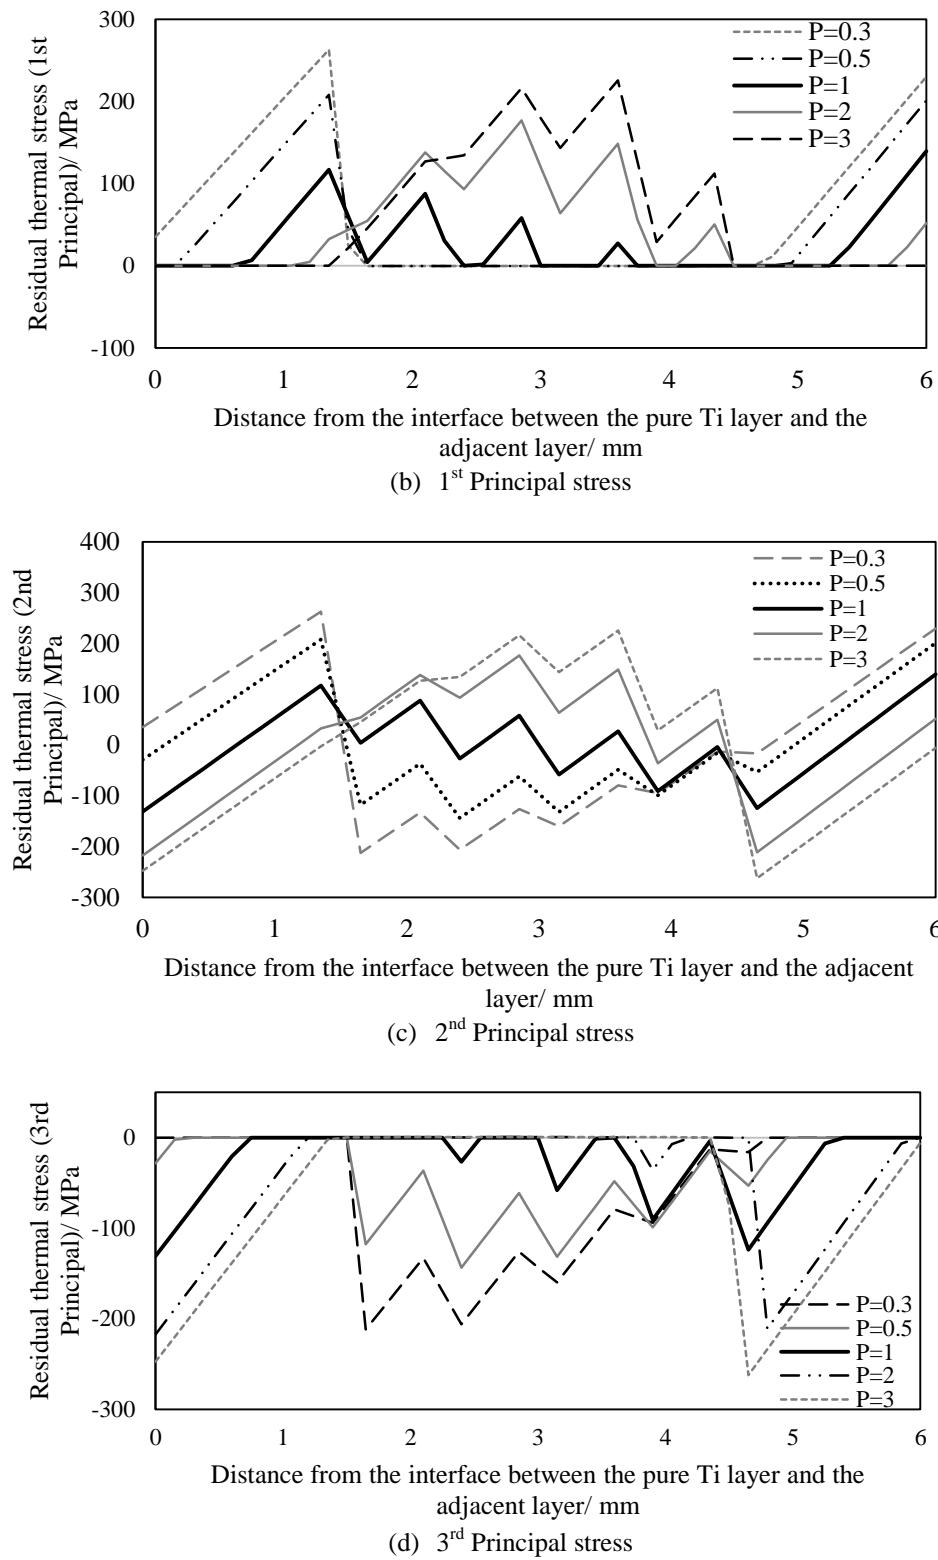 Residual thermal stress (1st
Principal)/ MPa
300
200
100
0
-100
0 1 2 3 4 5 6
P=0.3
P=0.5
P=1
P=2
P=3
Distance from the interface between the pure Ti layer and the
adjacent layer/ mm
(b) 1st Principal stress
Residual thermal stress (2nd
Principal)/ MPa
400
300
200
100
0
-100
-200
-300
0 1 2 3 4 5 6
P=0.3
P=0.5
P=1
P=2
P=3
Distance from the interface between the pure Ti layer and the adjacent
layer/ mm
(c) 2nd Principal stress
Residual thermal stress (3rd
Principal)/ MPa
0
-100
-200
-300
0 1 2 3 4 5 6
P=0.3
P=0.5
P=1
P=2
P=3
Distance from the interface between the pure Ti layer and the
adjacent layer/ mm
(d) 3rd Principal stress